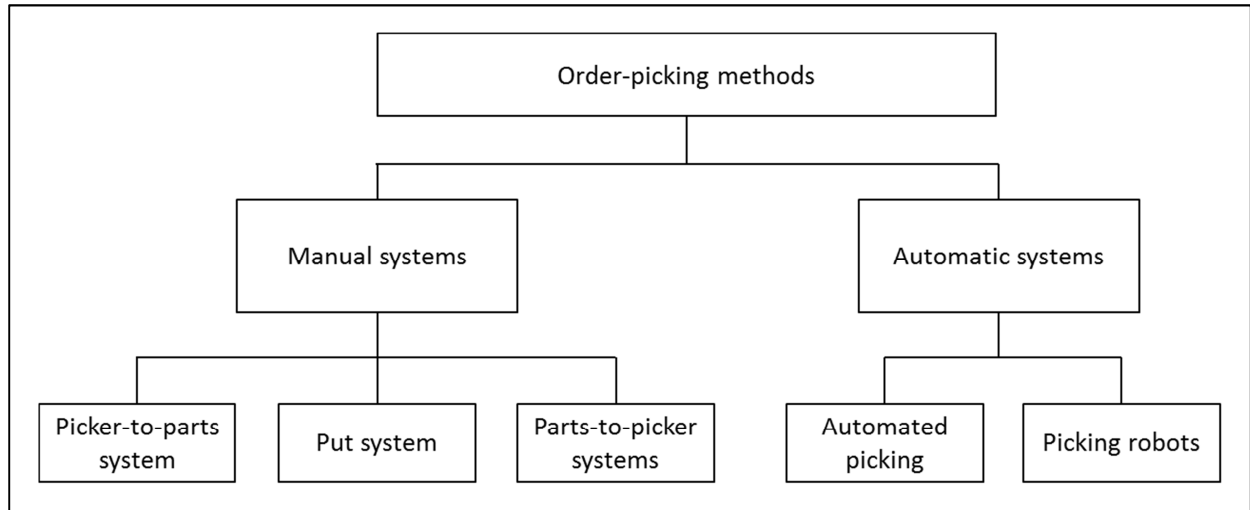 Order-picking methods
Manual systems
Automatic systems
Picker-to-parts
system
Put system
Parts-to-picker
systems
Automated
picking
Picking robots